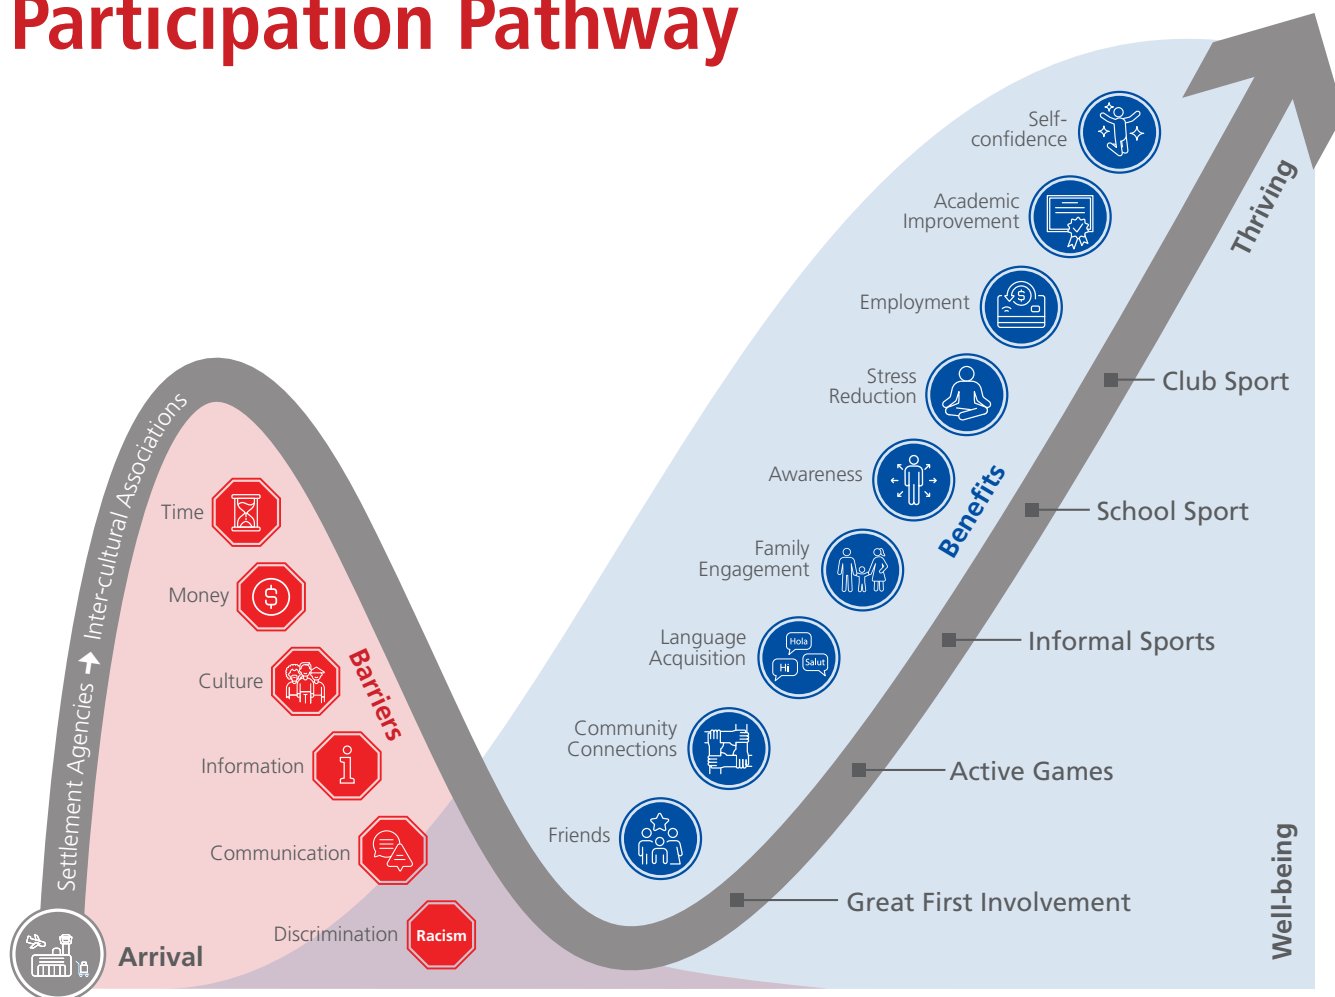 Participation Pathway
Settlement Agencies
Inter-cultural Associations
Arrival
Time
Money
Culture
Information
Communication
Discrimination
Racism
Barriers
Self-
confidence
Academic
Improvement
Employment
Stress
Reduction
Awareness
Family
Engagement
Language
Acquisition
Hola
Hi
Salut
Community
Connections
Friends
Benefits
Thriving
Club Sport
School Sport
Informal Sports
Active Games
Great First Involvement
Well-being